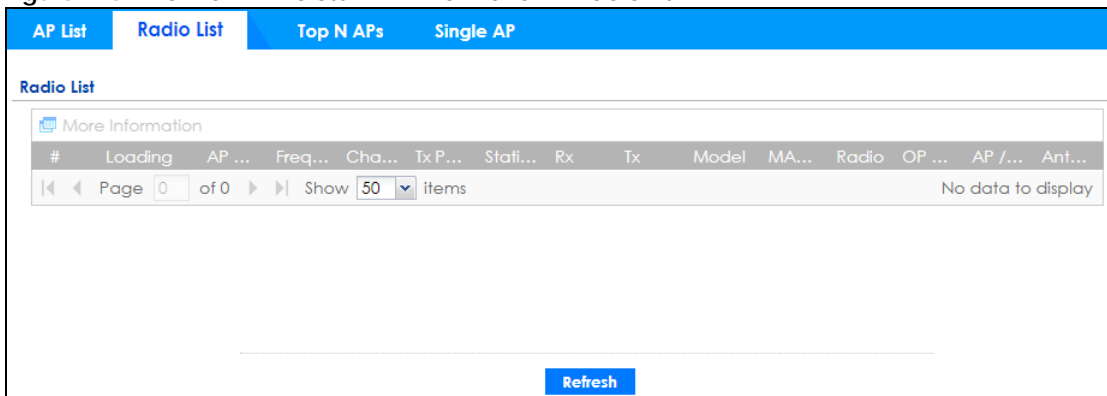 AP List Radio List Top N APs Single AP
Radio List
More Information
# Loading AP ... Freq... Cha... Tx P... Stati... Rx Tx Model MA... Radio OP ... AP /... Ant...
Page 0 of 0 Show 50 items No data to display
Refresh